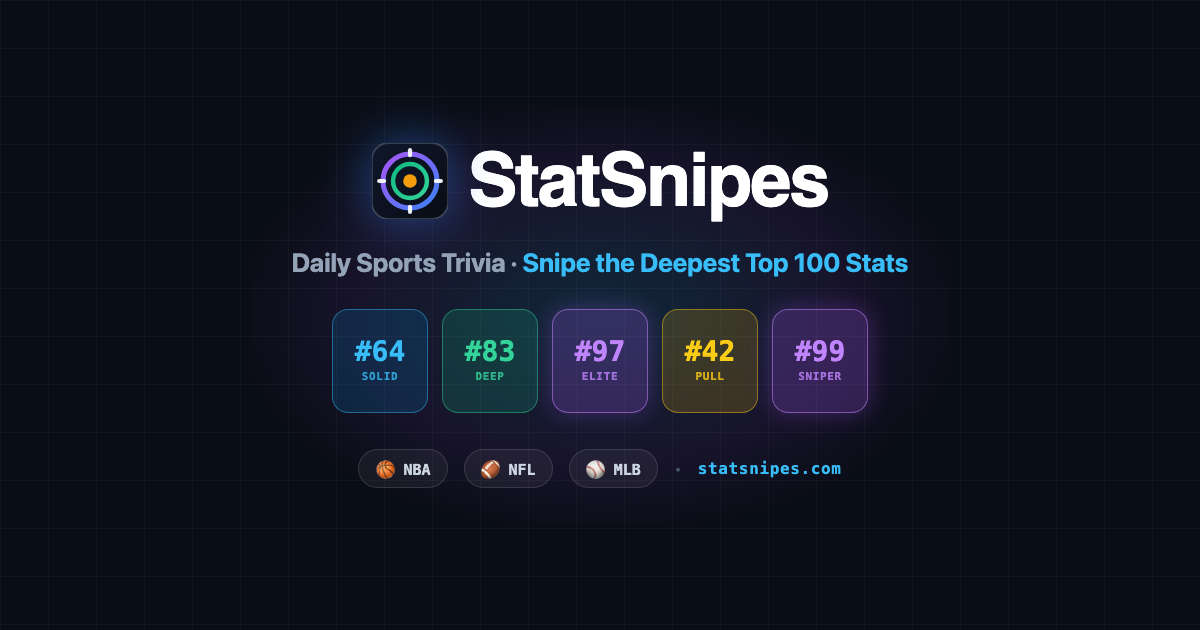 StatSnipes
Daily Sports Trivia · Snipe the Deepest Top 100 Stats
#64 #83 #97 #42 #99
SOLID DEEP ELITE PULL SNIPER
NBA NFL MLB · statsnipes.com